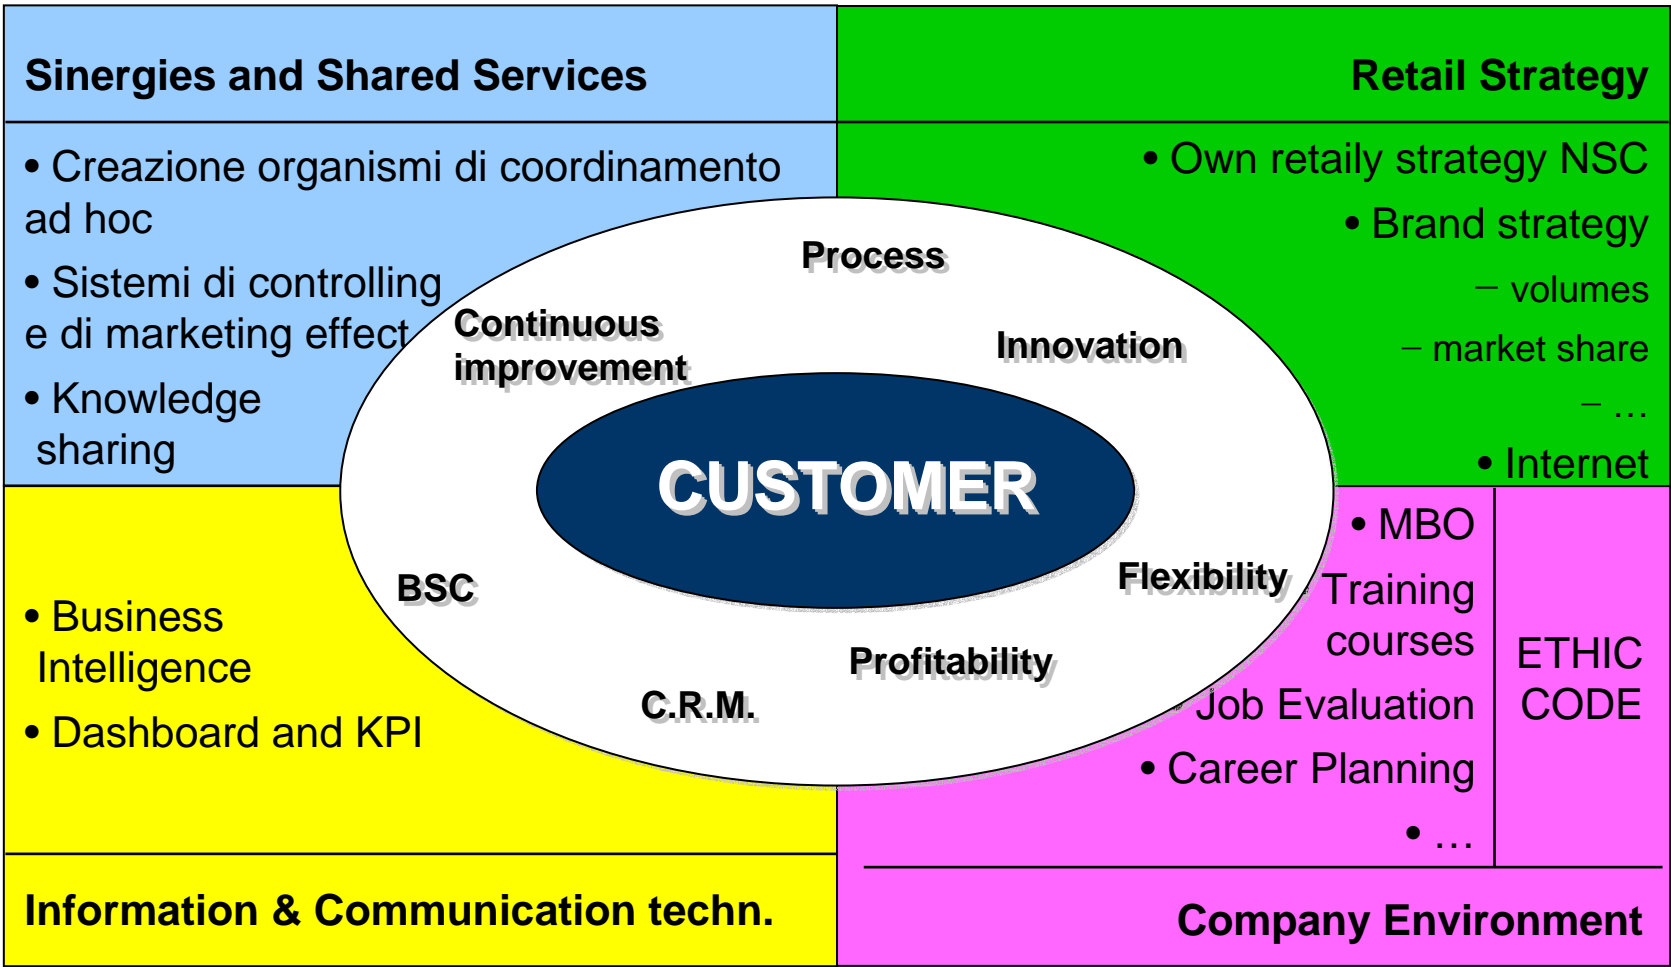 Sinergies and Shared Services
• Creazione organismi di coordinamento
ad hoc
• Sistemi di controlling
e di marketing effect.
• Knowledge
sharing
Retail Strategy
• Own retaily strategy NSC
• Brand strategy
– volumes
– market share
– …
• Internet
Process
Continuous
improvement
Innovation
CUSTOMER
BSC
Flexibility
Profitability
C.R.M.
• Business
Intelligence
• Dashboard and KPI
Information & Communication techn.
• MBO
Training
courses
Job Evaluation
• Career Planning
• …
ETHIC
CODE
Company Environment